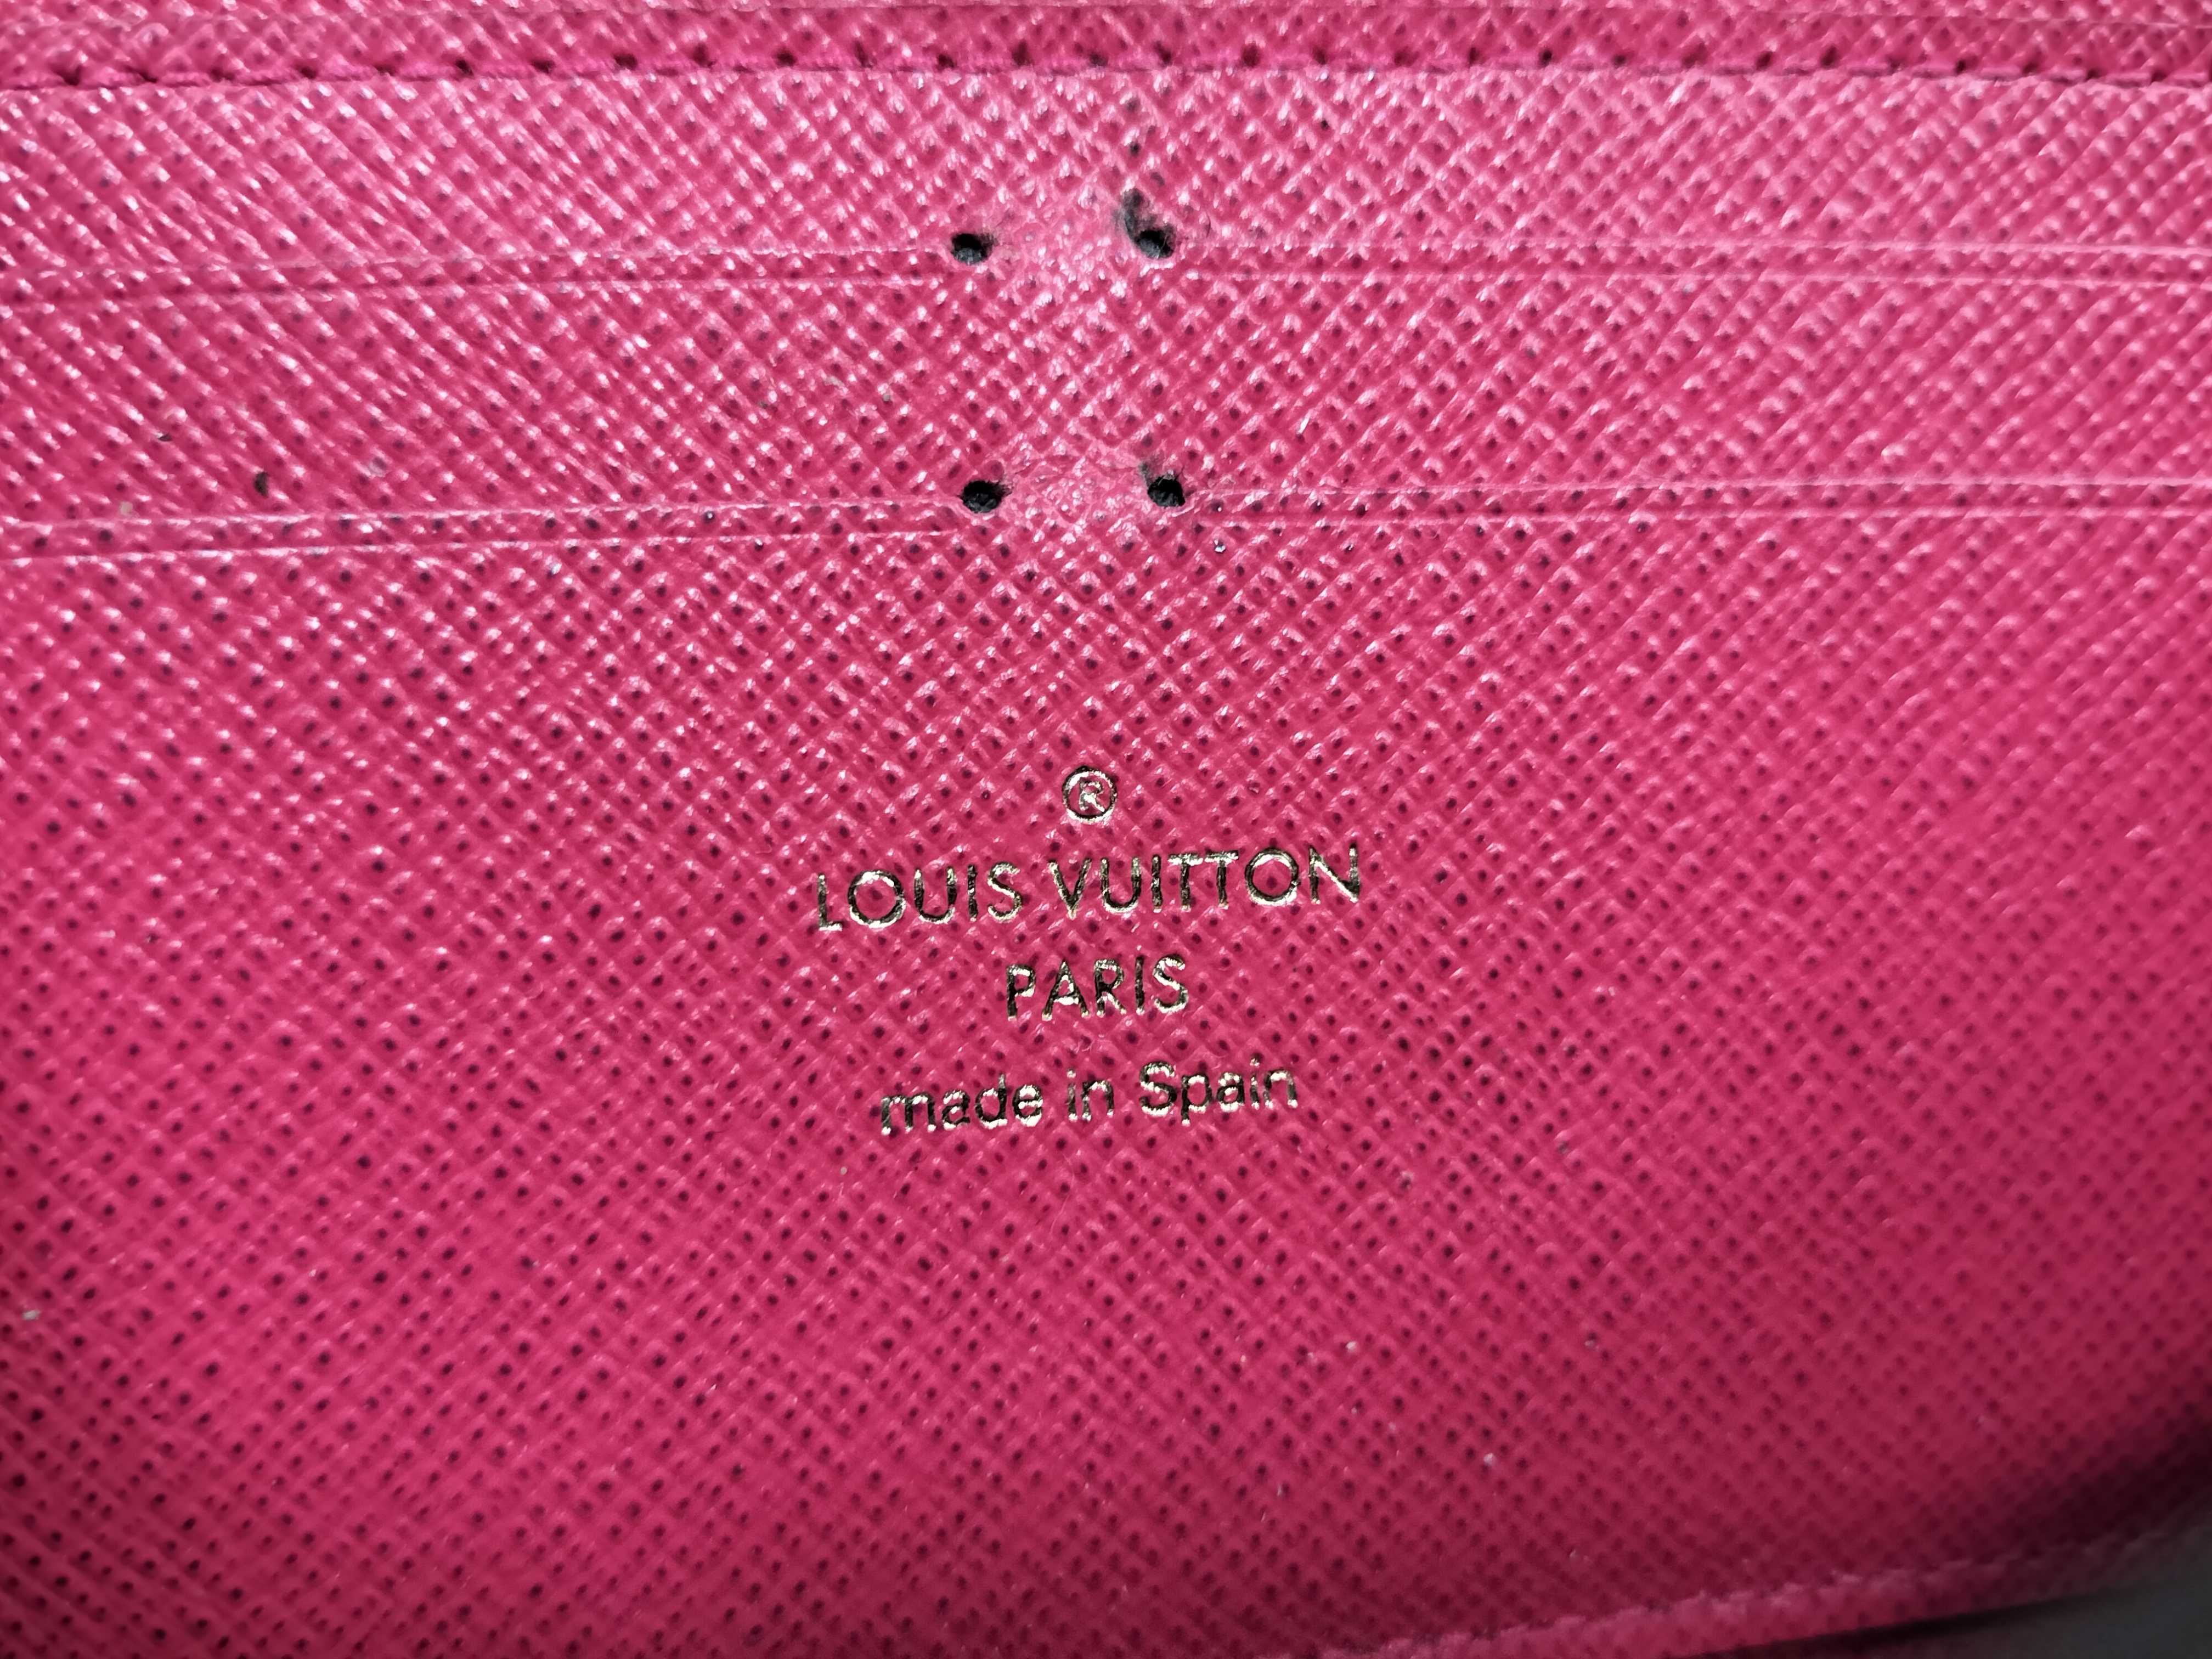 ®
LOUIS VUITTON
PARIS
made in Spain